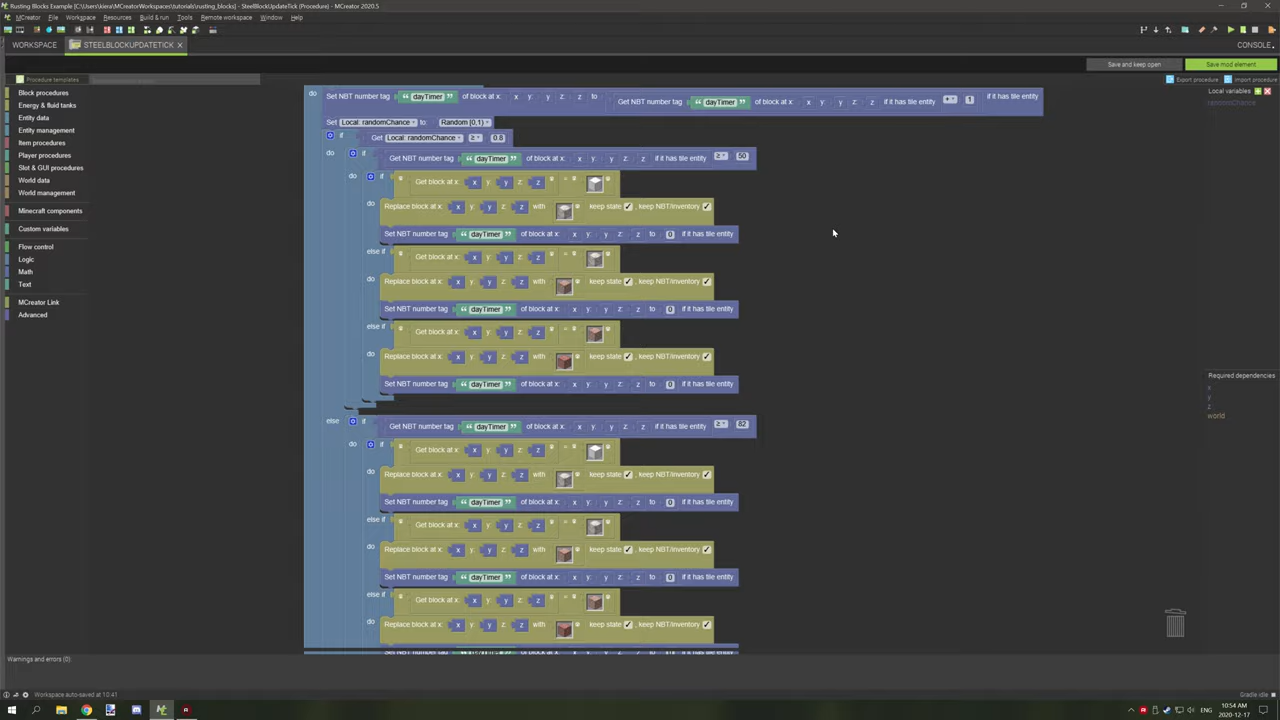 Rusting Blocks Example [C:\Users\kiera\MCreatorWorkspaces\tutorials\rusting_blocks] - SteelBlockUpdateTick (Procedure) - MCreator 2020.5
MCreator File Workspace Resources Build & run Tools Remote workspace Window Help
WORKSPACE STEELBLOCKUPDATETICK × CONSOLE
Save and keep open Save mod element
Procedure templates Export procedure Import procedure
Block procedures
Energy & fluid tanks
Entity data
Entity management
Item procedures
Player procedures
Slot & GUI procedures
World data
World management
Minecraft components
Custom variables
Flow control
Logic
Math
Text
MCreator Link
Advanced
do Set NBT number tag “ dayTimer ” of block at x: x y: y z: z to Get NBT number tag “ dayTimer ” of block at x: x y: y z: z if it has tile entity + 1 if it has tile entity
Set Local: randomChance to: Random [0,1)
if Get Local: randomChance ≥ 0.8
do if Get NBT number tag “ dayTimer ” of block at x: x y: y z: z if it has tile entity ≥ 50
do if Get block at x: x y: y z: z =
do Replace block at x: x y: y z: z with keep state ✓ , keep NBT/inventory ✓
Set NBT number tag “ dayTimer ” of block at x: x y: y z: z to 0 if it has tile entity
else if Get block at x: x y: y z: z =
do Replace block at x: x y: y z: z with keep state ✓ , keep NBT/inventory ✓
Set NBT number tag “ dayTimer ” of block at x: x y: y z: z to 0 if it has tile entity
else if Get block at x: x y: y z: z =
do Replace block at x: x y: y z: z with keep state ✓ , keep NBT/inventory ✓
Set NBT number tag “ dayTimer ” of block at x: x y: y z: z to 0 if it has tile entity
else if Get NBT number tag “ dayTimer ” of block at x: x y: y z: z if it has tile entity ≥ 82
do if Get block at x: x y: y z: z =
do Replace block at x: x y: y z: z with keep state ✓ , keep NBT/inventory ✓
Set NBT number tag “ dayTimer ” of block at x: x y: y z: z to 0 if it has tile entity
else if Get block at x: x y: y z: z =
do Replace block at x: x y: y z: z with keep state ✓ , keep NBT/inventory ✓
Set NBT number tag “ dayTimer ” of block at x: x y: y z: z to 0 if it has tile entity
else if Get block at x: x y: y z: z =
do Replace block at x: x y: y z: z with keep state ✓ , keep NBT/inventory ✓
Local variables
randomChance
Required dependencies
x
y
z
world
Warnings and errors (0)
Workspace auto-saved at 10:41 Gradle idle
ENG 10:54 AM
2020-12-17